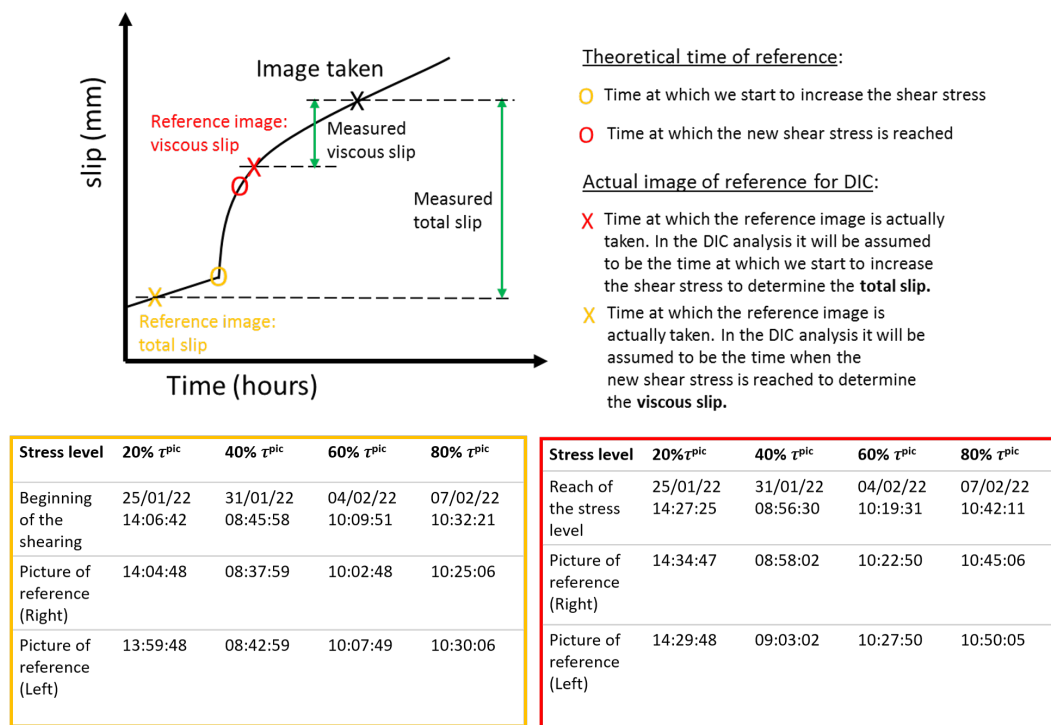 slip (mm)
Image taken
Reference image:
viscous slip
Measured
viscous slip
Measured
total slip
Reference image:
total slip
Time (hours)
Theoretical time of reference:
O Time at which we start to increase the shear stress
O Time at which the new shear stress is reached
Actual image of reference for DIC:
X Time at which the reference image is actually
taken. In the DIC analysis it will be assumed
to be the time at which we start to increase
the shear stress to determine the total slip.
X Time at which the reference image is
actually taken. In the DIC analysis it will be
assumed to be the time when the
new shear stress is reached to determine
the viscous slip.
Stress level 20% τᵖⁱᶜ 40% τᵖⁱᶜ 60% τᵖⁱᶜ 80% τᵖⁱᶜ
Beginning 25/01/22 31/01/22 04/02/22 07/02/22
of the 14:06:42 08:45:58 10:09:51 10:32:21
shearing
Picture of 14:04:48 08:37:59 10:02:48 10:25:06
reference
(Right)
Picture of 13:59:48 08:42:59 10:07:49 10:30:06
reference
(Left)
Stress level 20%τᵖⁱᶜ 40% τᵖⁱᶜ 60% τᵖⁱᶜ 80% τᵖⁱᶜ
Reach of 25/01/22 31/01/22 04/02/22 07/02/22
the stress 14:27:25 08:56:30 10:19:31 10:42:11
level
Picture of 14:34:47 08:58:02 10:22:50 10:45:06
reference
(Right)
Picture of 14:29:48 09:03:02 10:27:50 10:50:05
reference
(Left)